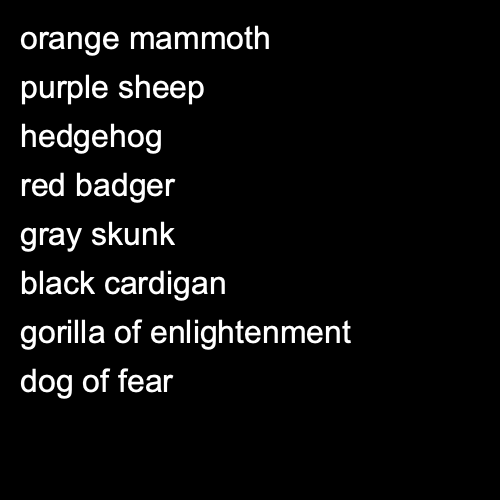 orange mammoth
purple sheep
hedgehog
red badger
gray skunk
black cardigan
gorilla of enlightenment
dog of fear